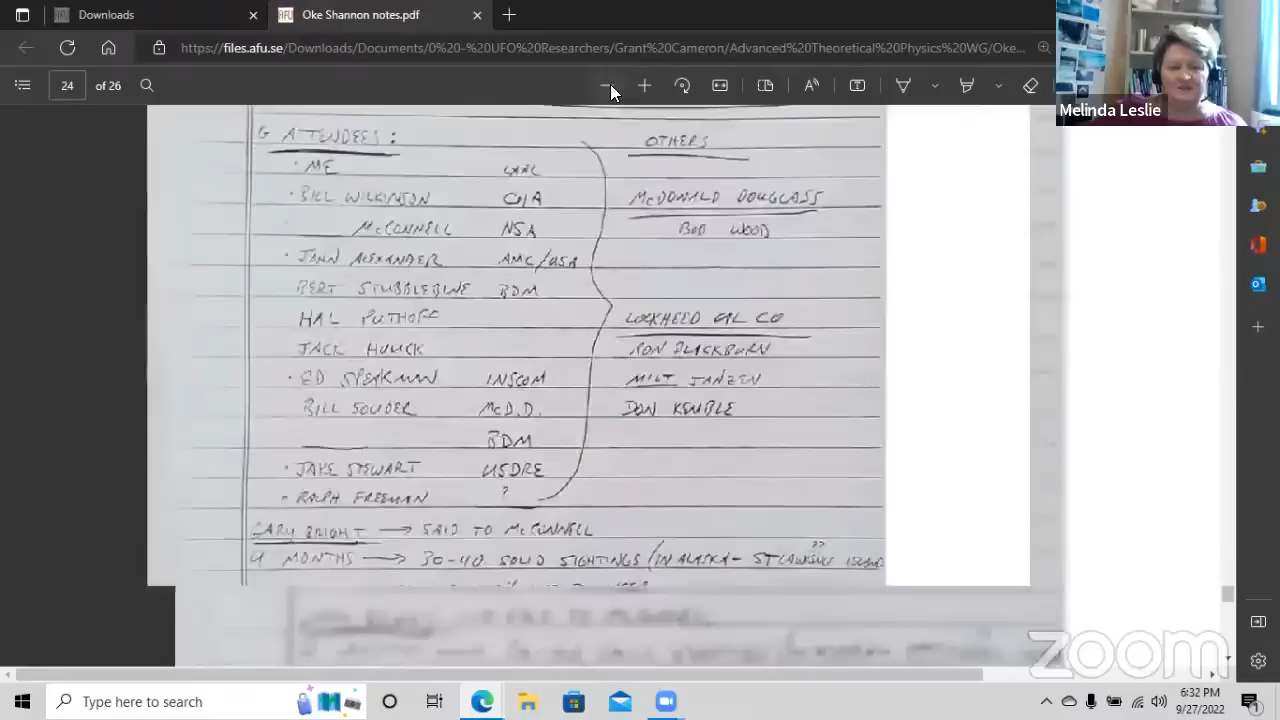 Downloads
Oke Shannon notes.pdf
https://files.afu.se/Downloads/Documents/0%20-%20UFO%20Researchers/Grant%20Cameron/Advanced%20Theoretical%20Physics%20WG/Oke...
24 of 26
Melinda Leslie
G ATTENDEES: OTHERS
· ME LANL
· BILL WILKINSON CIA McDONALD DOUGLASS
McCONNELL NSA BOB WOOD
· JOHN ALEXANDER AMC/USA
BERT STUBBLEBINE BDM
HAL PUTHOFF LOCKHEED CAL CO
JACK HOUCK RON BLACKBURN
· ED SPEAKMAN INSCOM MILT JANZEN
BILL SOUDER McD.D. DON KEUBLE
BDM
· JAKE STEWART USDRE
- RALPH FREEMAN ?
GARY BRIGHT → SAID TO McCONNELL
??
4 MONTHS → 30-40 SOLID SIGHTINGS (IN ALASKA - ST
zoom
Type here to search
6:32 PM
9/27/2022